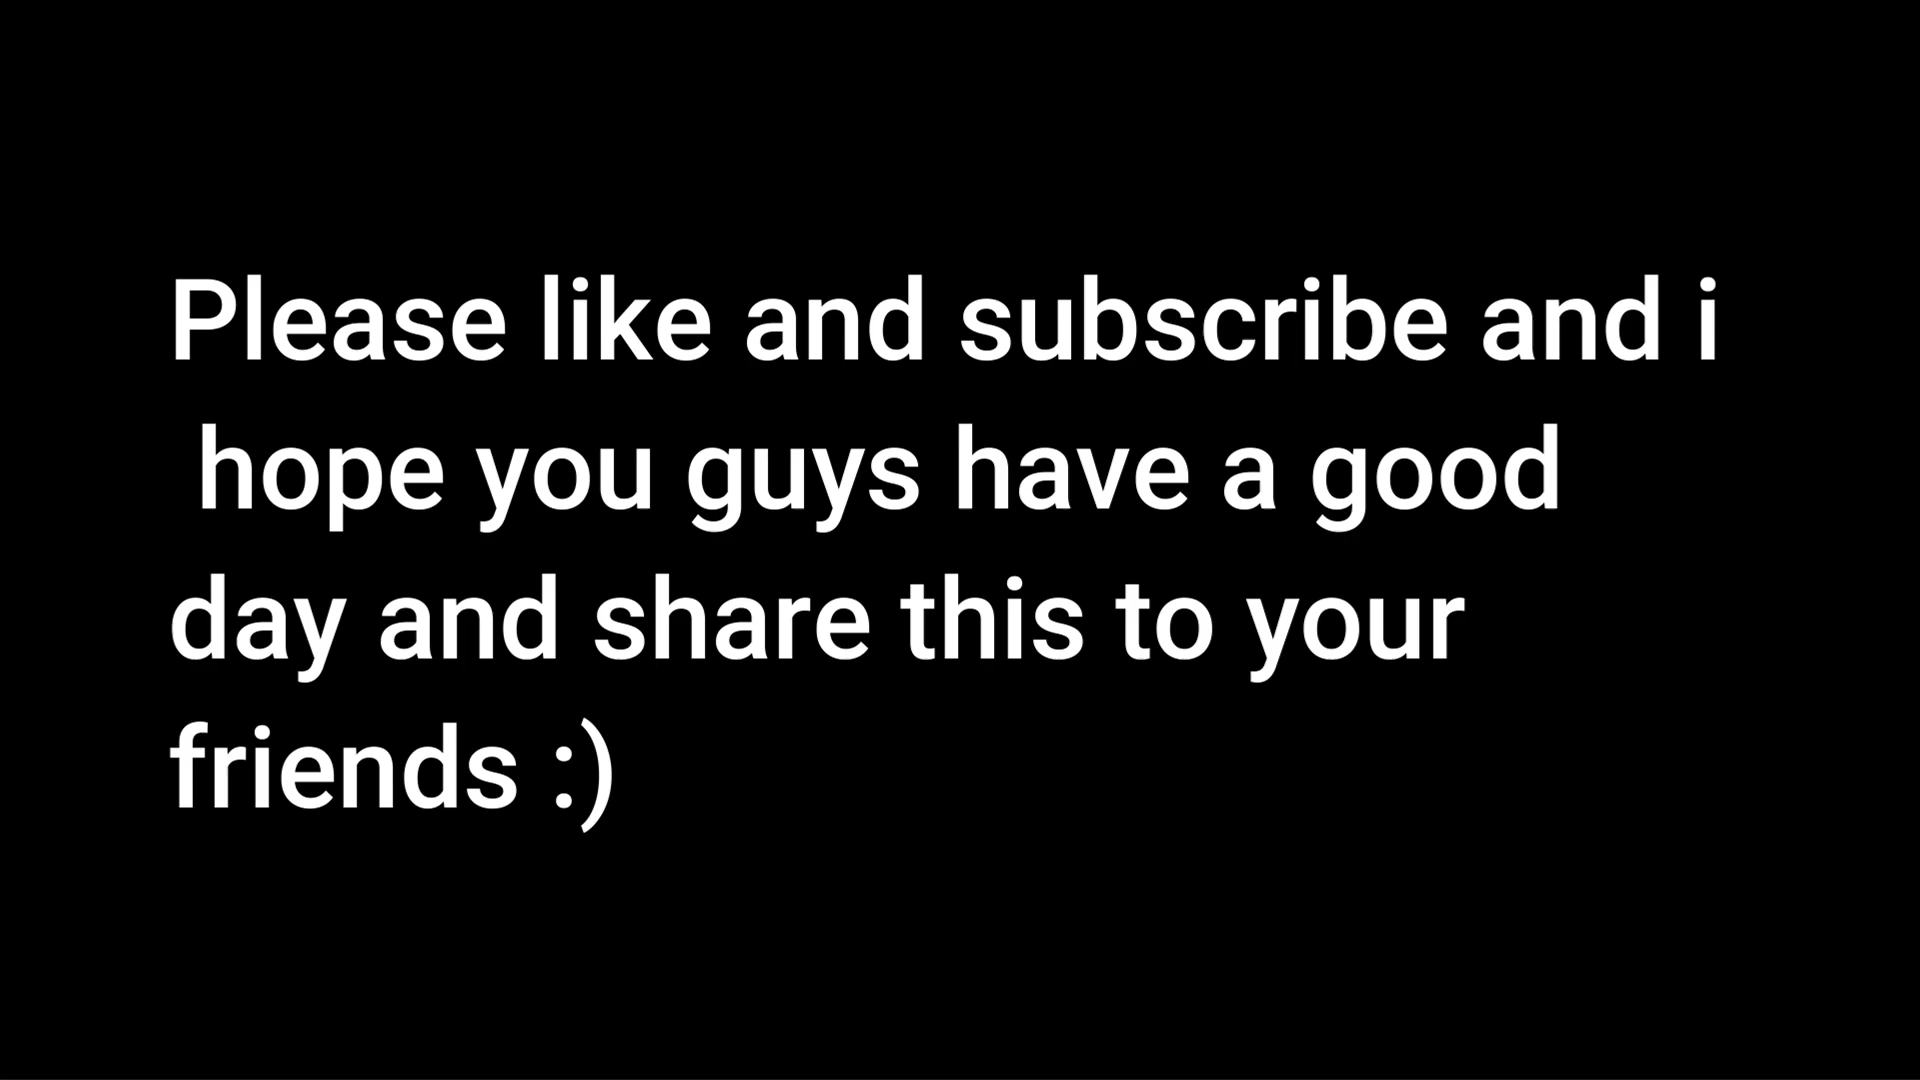 Please like and subscribe and i
hope you guys have a good
day and share this to your
friends :)